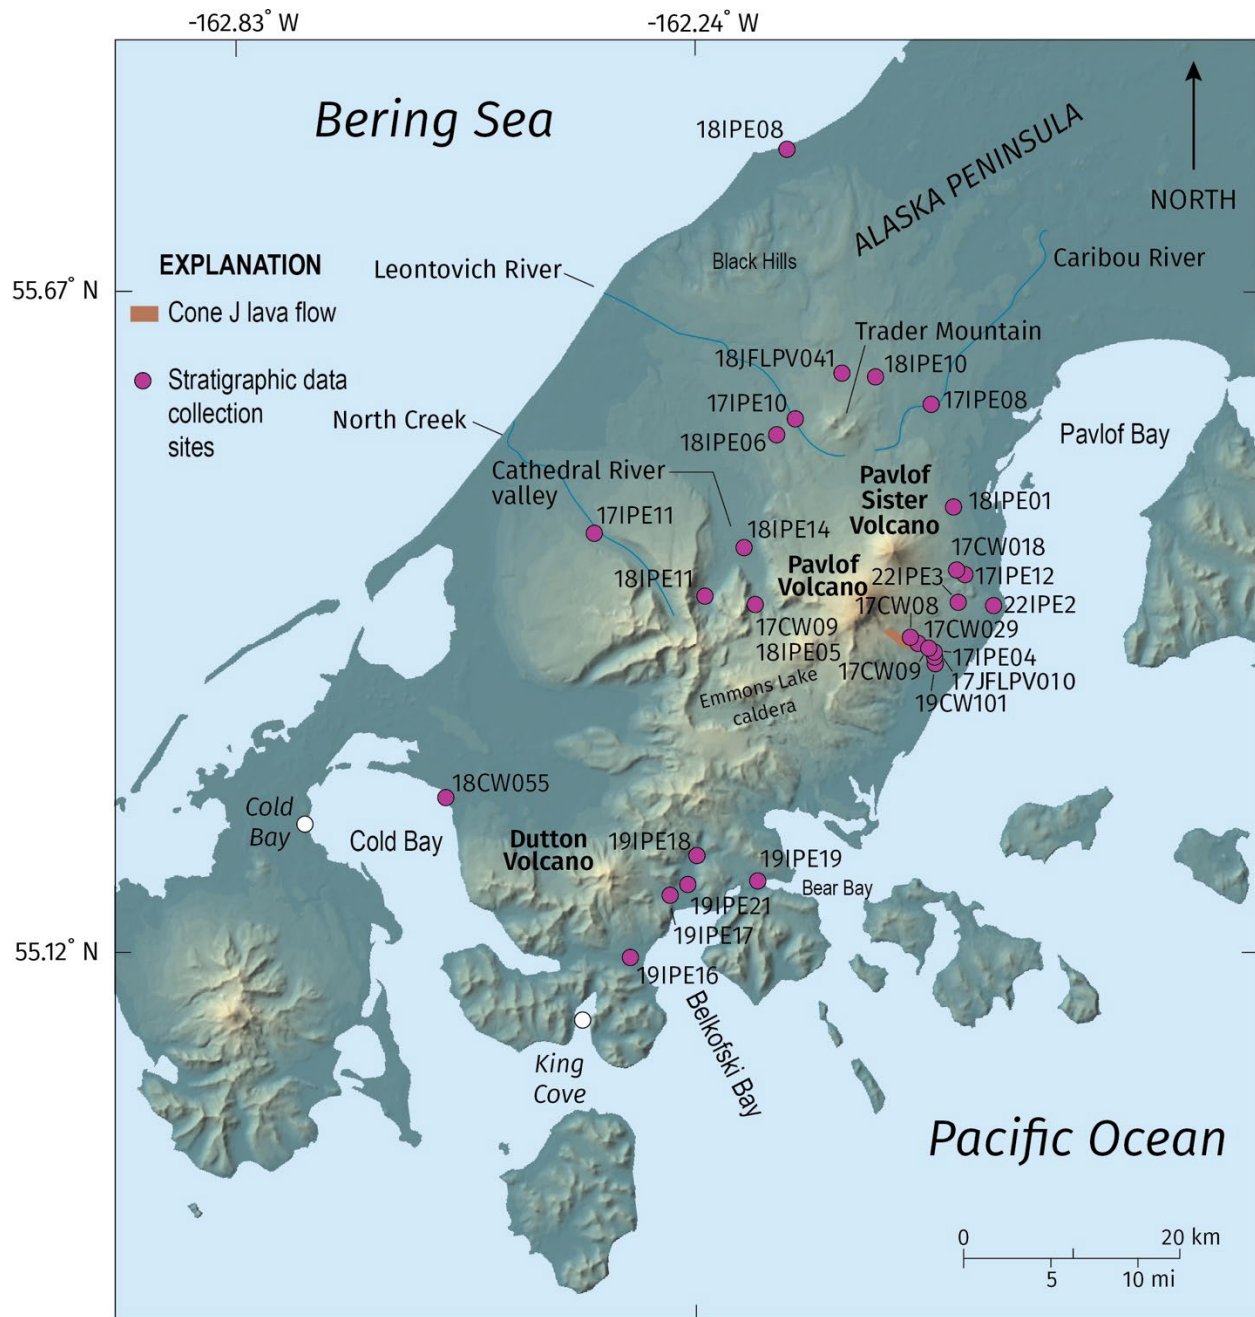 -162.83° W
-162.24° W
Bering Sea
18IPE08
ALASKA PENINSULA
NORTH
EXPLANATION
Cone J lava flow
Stratigraphic data
collection
sites
Leontovich River
Black Hills
Caribou River
55.67° N
Trader Mountain
18JFLPV041
18IPE10
17IPE10
17IPE08
North Creek
18IPE06
Pavlof Bay
Cathedral River
valley
Pavlof
Sister
Volcano
18IPE01
17IPE11
18IPE14
17CW018
Pavlof
Volcano
22IPE3
17IPE12
18IPE11
17CW08
22IPE2
17CW09
17CW029
18IPE05
17CW09
17IPE04
17JFLPV010
19CW101
Emmons Lake
caldera
18CW055
Cold
Bay
Cold Bay
Dutton
Volcano
19IPE18
19IPE19
Bear Bay
19IPE21
19IPE17
55.12° N
19IPE16
Belkofski Bay
King
Cove
Pacific Ocean
0
20 km
5
10 mi